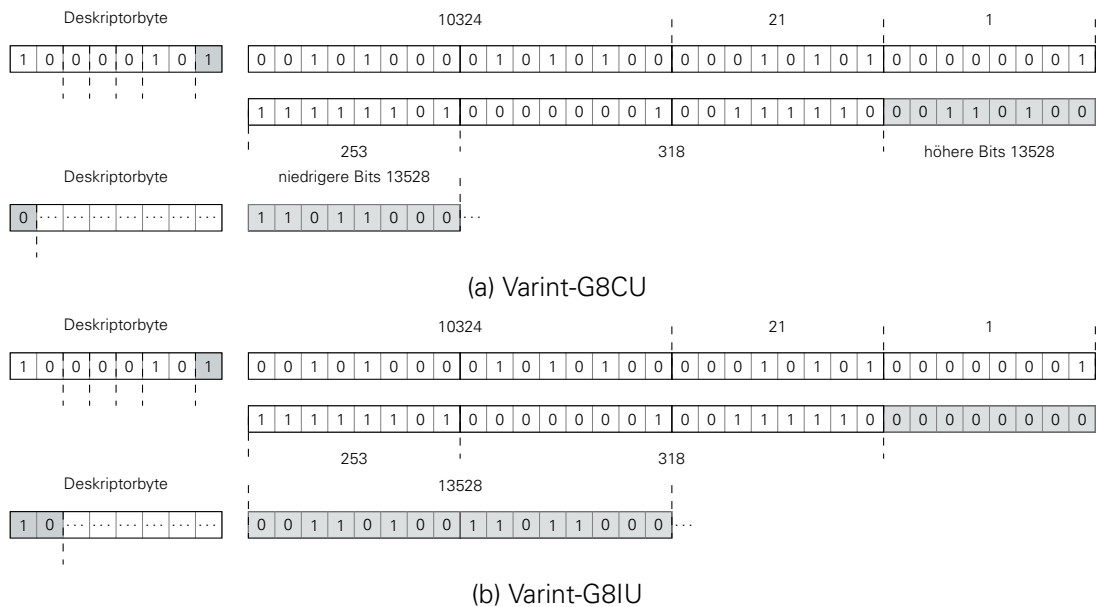 Deskriptorbyte 10324 21 1
1 0 0 0 0 1 0 1 0 0 1 0 1 0 0 0 0 1 0 1 0 1 0 0 0 0 0 1 0 1 0 1 0 0 0 0 0 0 0 1
1 1 1 1 1 1 0 1 0 0 0 0 0 0 0 1 0 0 1 1 1 1 1 0 0 0 1 1 0 1 0 0
253 318 höhere Bits 13528
Deskriptorbyte niedrigere Bits 13528
0 ... ... ... ... ... ... ... 1 1 0 1 1 0 0 0 ...
(a) Varint-G8CU
Deskriptorbyte 10324 21 1
1 0 0 0 0 1 0 1 0 0 1 0 1 0 0 0 0 1 0 1 0 1 0 0 0 0 0 1 0 1 0 1 0 0 0 0 0 0 0 1
1 1 1 1 1 1 0 1 0 0 0 0 0 0 0 1 0 0 1 1 1 1 1 0 0 0 0 0 0 0 0 0
253 318
Deskriptorbyte 13528
1 0 ... ... ... ... ... ... 0 0 1 1 0 1 0 0 1 1 0 1 1 0 0 0 ...
(b) Varint-G8IU